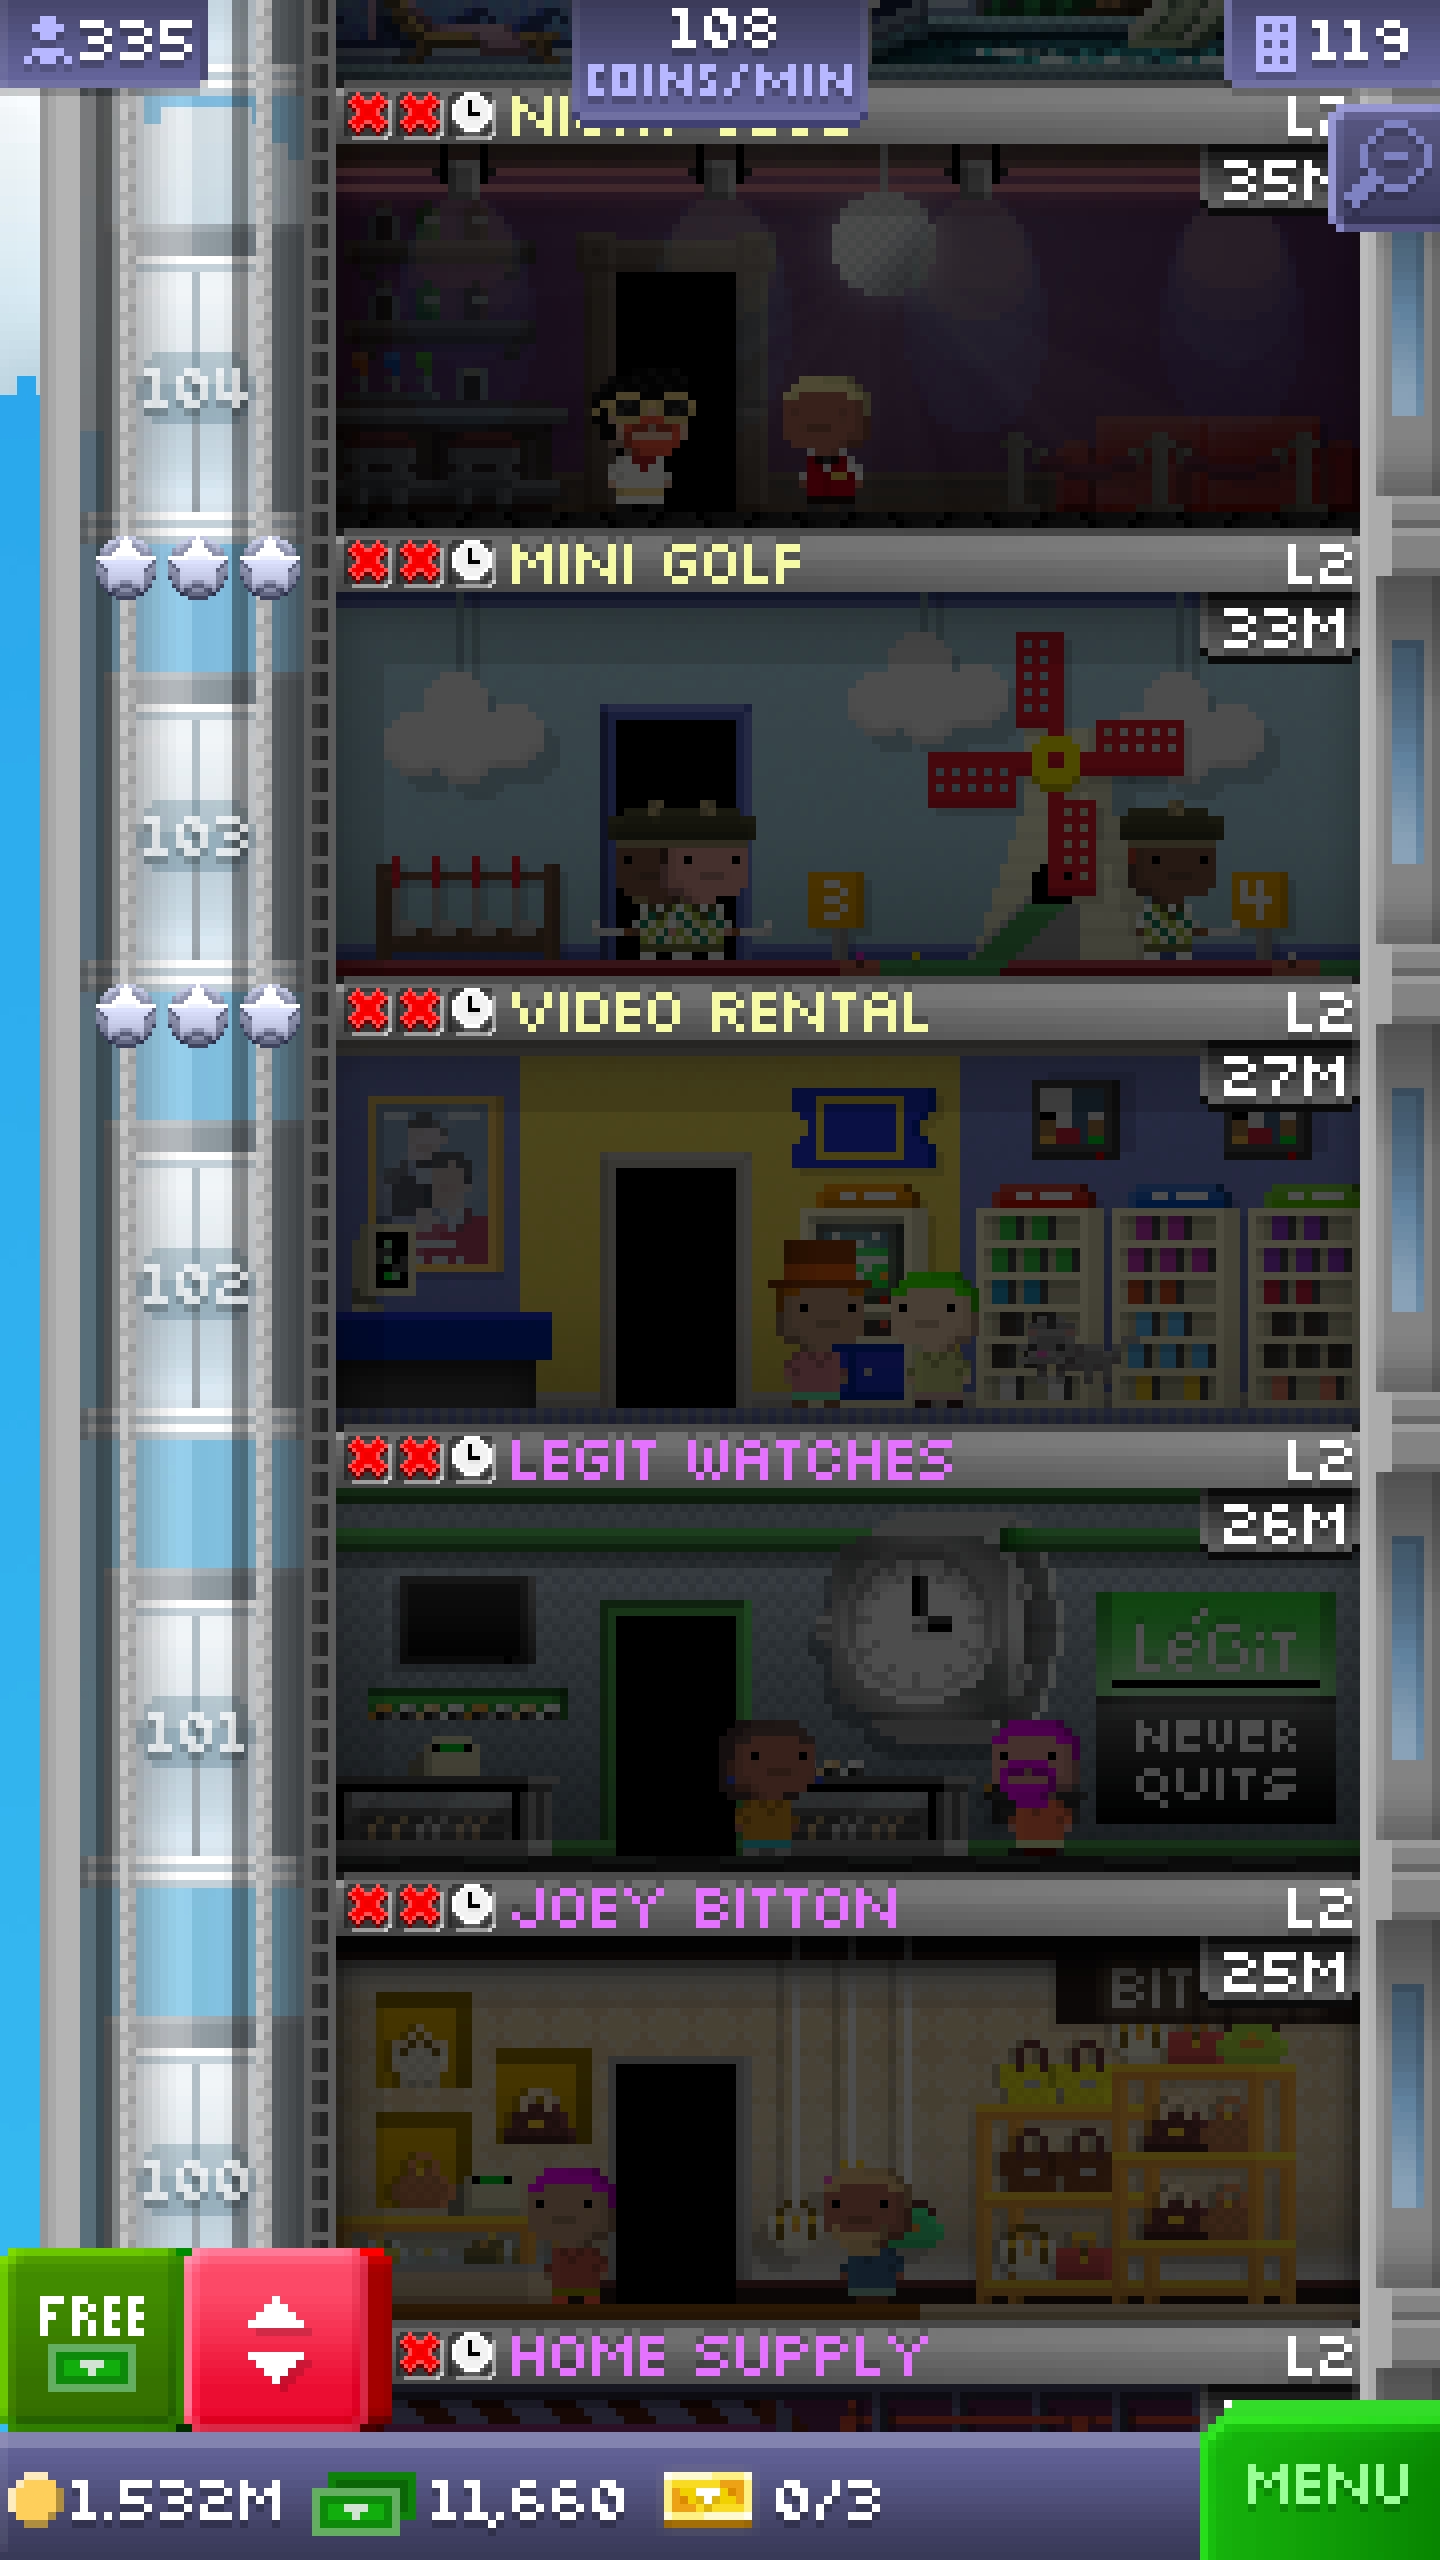 335
108
COINS/MIN
119
L2
35M
104
MINI GOLF L2
33M
103
3
4
VIDEO RENTAL L2
27M
102
LEGIT WATCHES L2
26M
LéGiT
NEVER
QUITS
101
JOEY BITTON L2
BIT
25M
100
FREE
HOME SUPPLY L2
1.532M 11,660 0/3
MENU